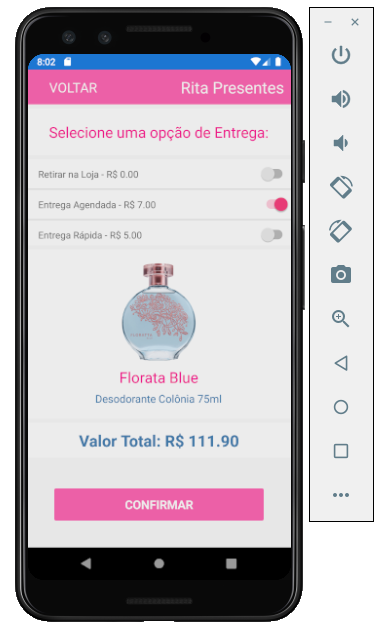 8:02
VOLTAR Rita Presentes
Selecione uma opção de Entrega:
Retirar na Loja - R$ 0.00
Entrega Agendada - R$ 7.00
Entrega Rápida - R$ 5.00
Florata Blue
Desodorante Colônia 75ml
Valor Total: R$ 111.90
CONFIRMAR